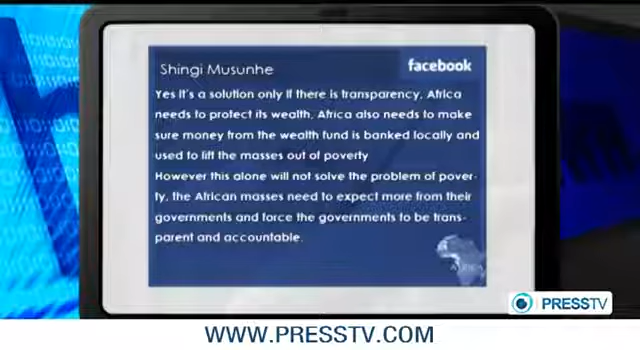 Shingi Musunhe
facebook
Yes it's a solution only if there is transparency, Africa
needs to protect its wealth, Africa also needs to make
sure money from the wealth fund is banked locally and
used to lift the masses out of poverty
However this alone will not solve the problem of pover-
ty, the African masses need to expect more from their
governments and force the governments to be trans-
parent and accountable.
PRESSTV
WWW.PRESSTV.COM